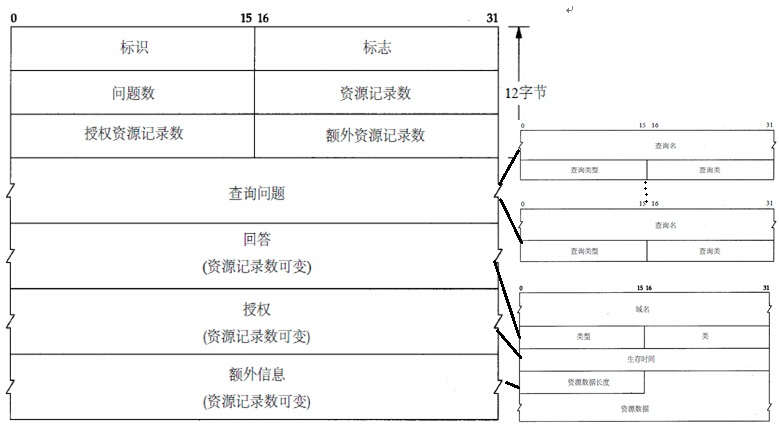 0 15 16 31
标识 标志
问题数 资源记录数
12字节
授权资源记录数 额外资源记录数
查询问题
回答
(资源记录数可变)
授权
(资源记录数可变)
额外信息
(资源记录数可变)
0 15 16 31
查询名
查询类型 查询类
15 16 31
查询名
查询类型 查询类
0 15 16 31
域名
类型 类
生存时间
资源数据长度
资源数据